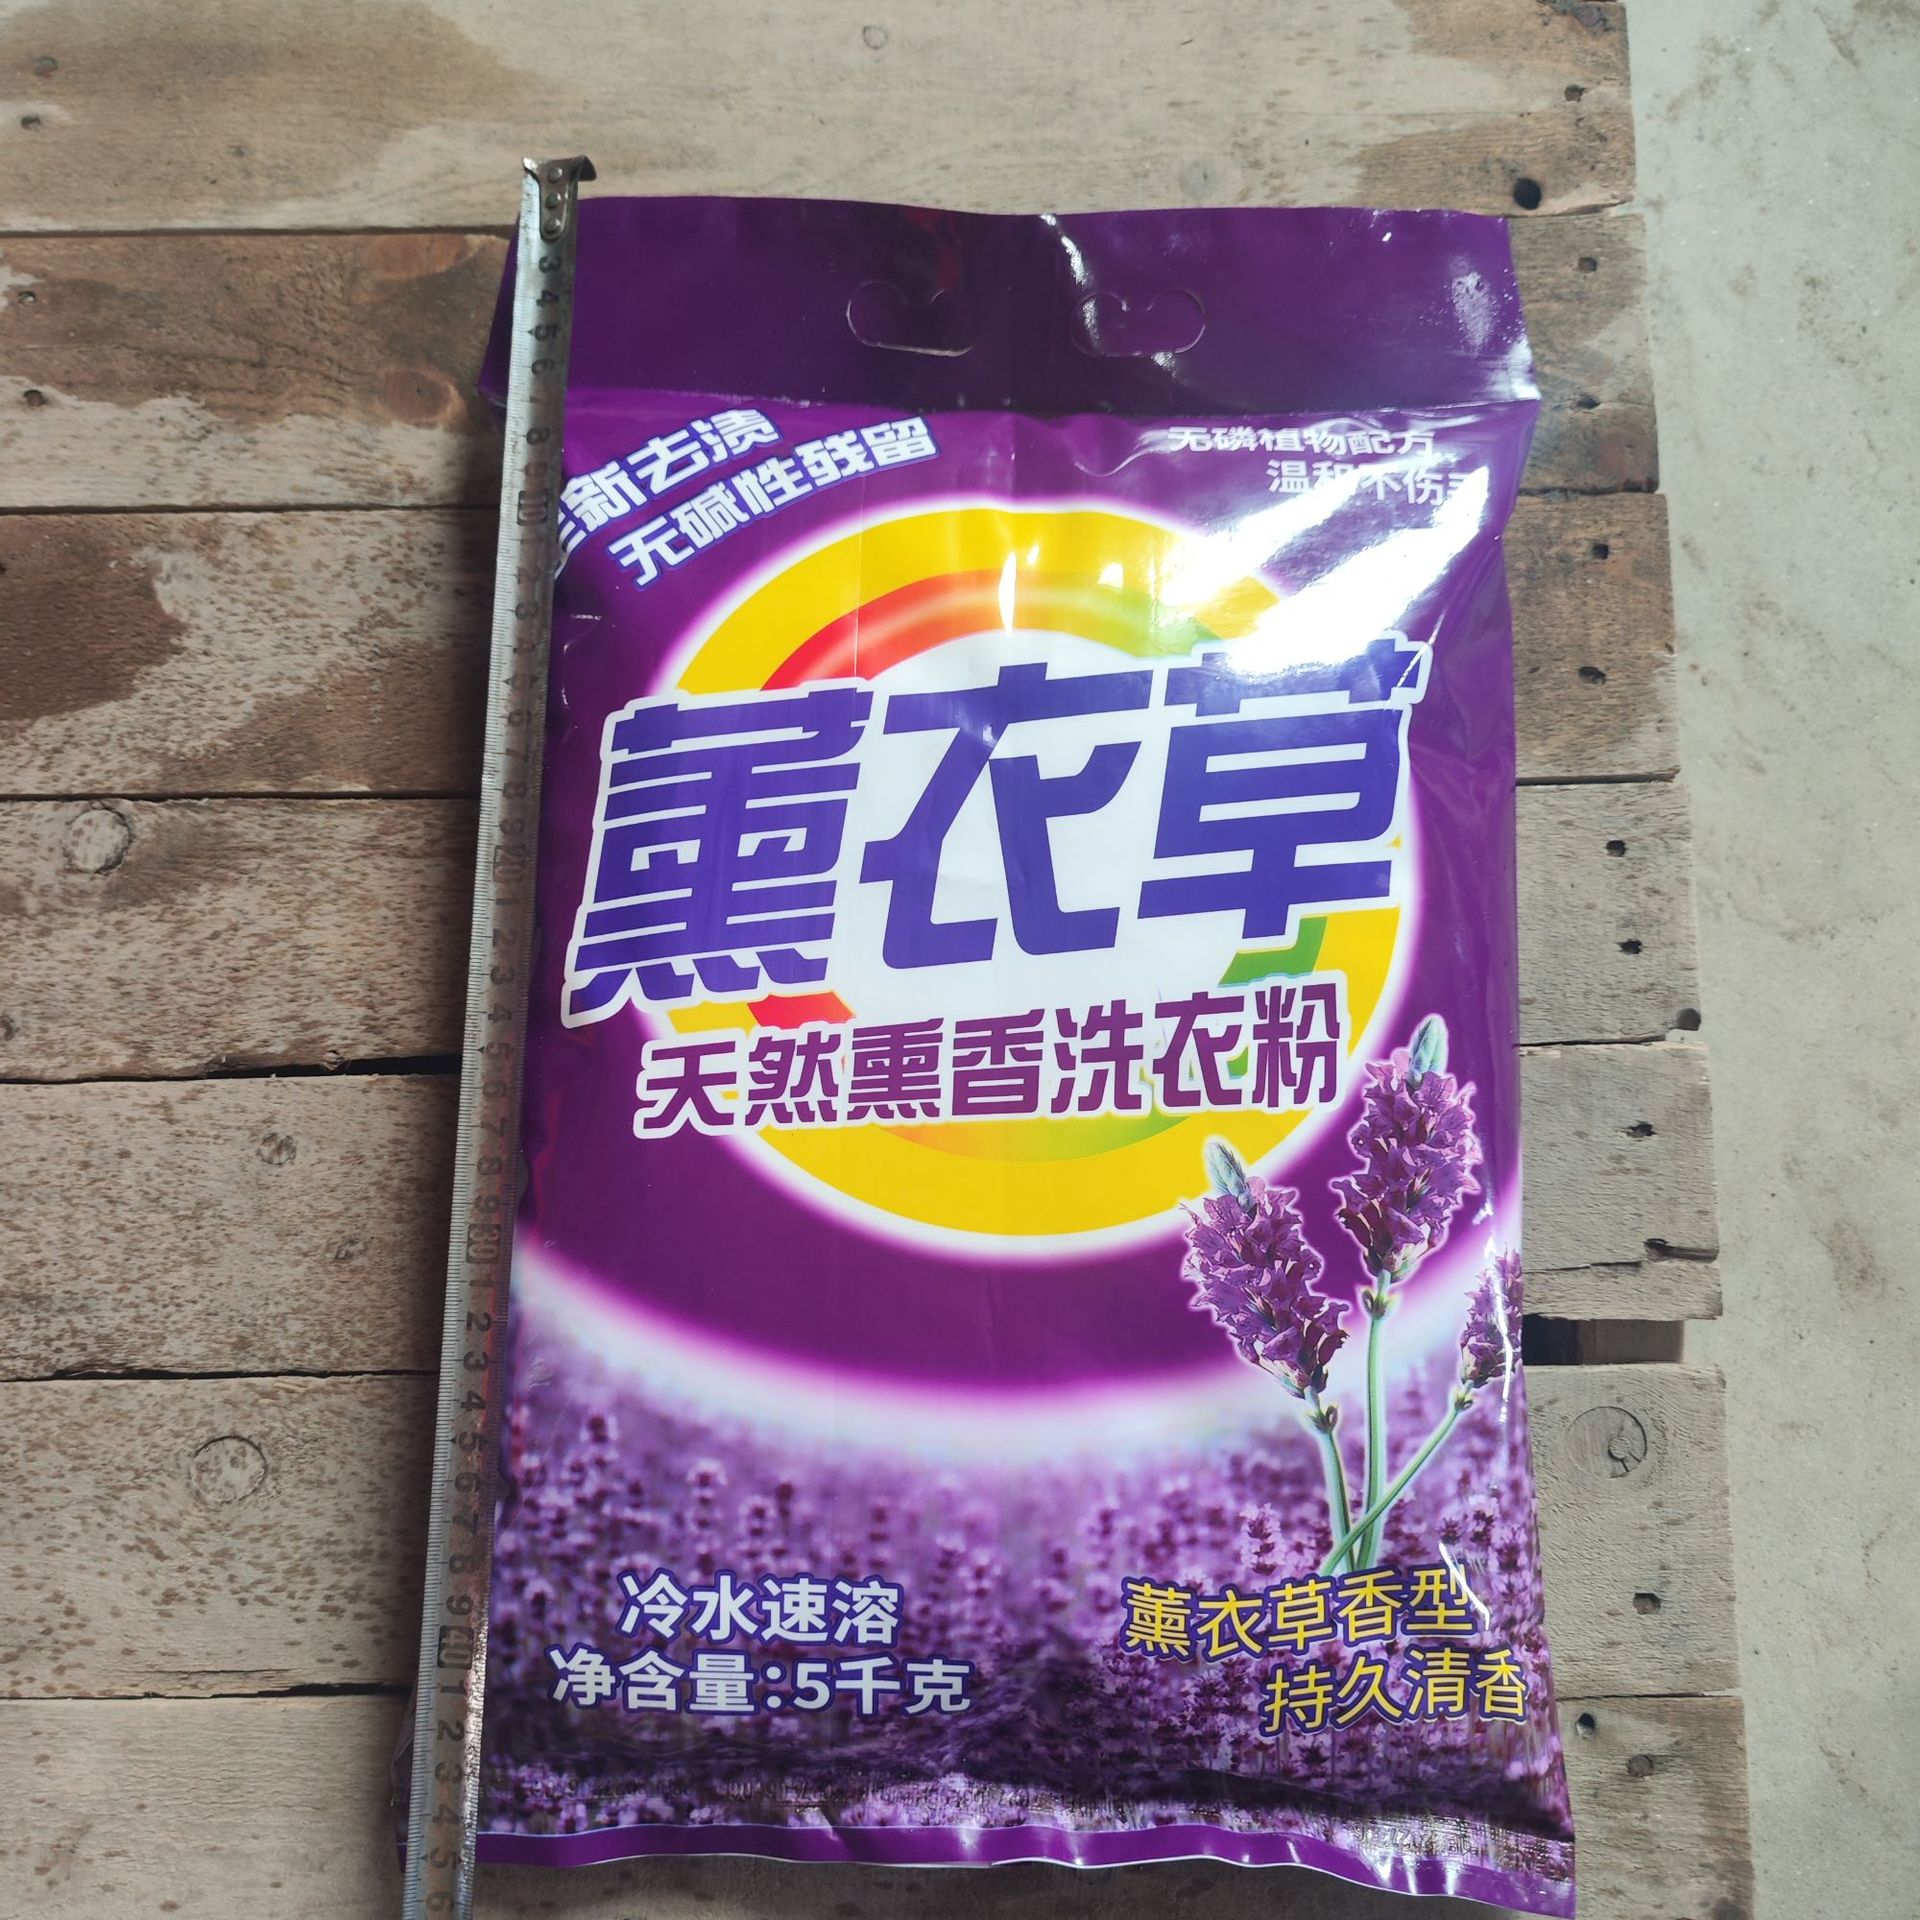 全新去渍
无碱性残留
无磷植物配方
温和不伤手
薰衣草
天然熏香洗衣粉
冷水速溶
净含量:5千克
薰衣草香型
持久清香